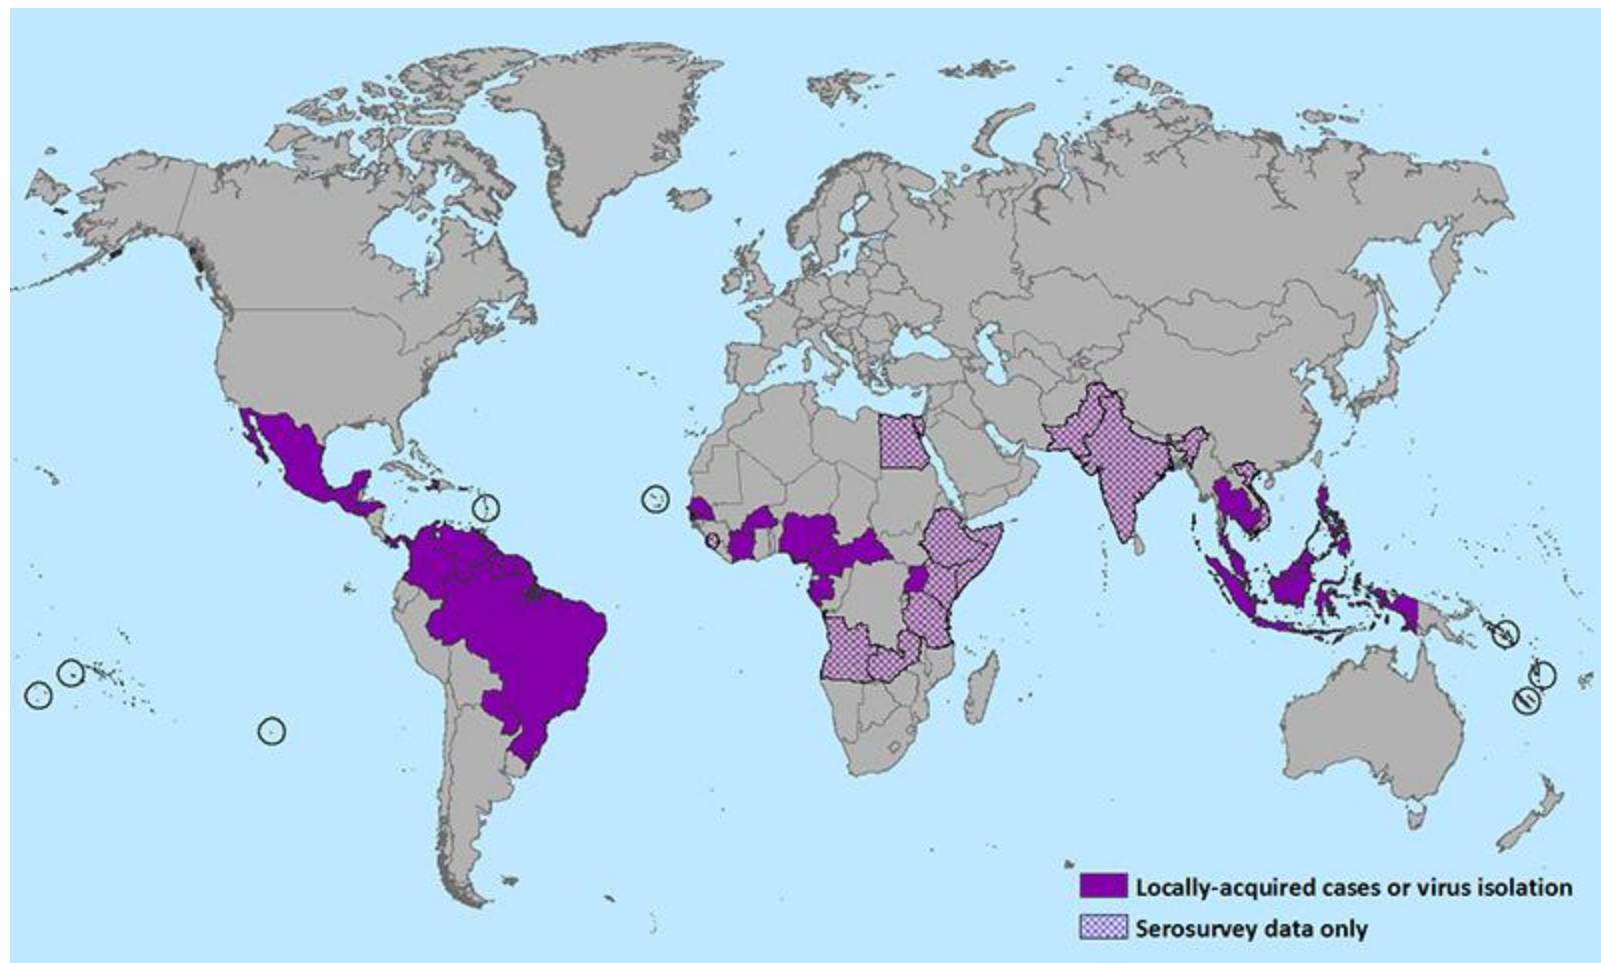 Locally-acquired cases or virus isolation
Serosurvey data only